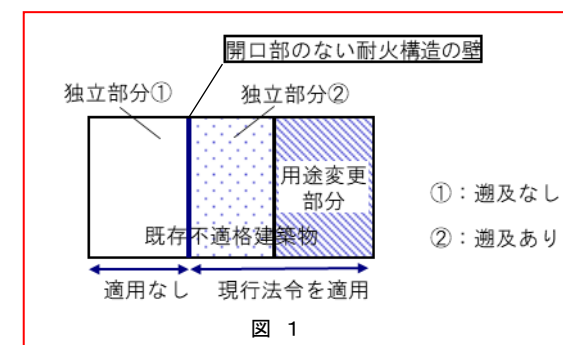 開口部のない耐火構造の壁
独立部分①
独立部分②
用途変更
部分
既存不適格建築物
①：遡及なし
②：遡及あり
適用なし
現行法令を適用
図 1